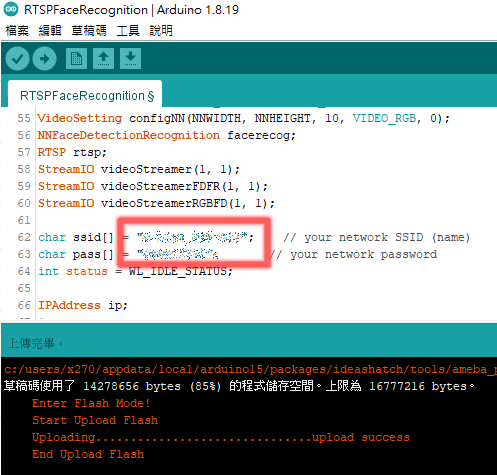 RTSPFaceRecognition | Arduino 1.8.19
檔案 編輯 草稿碼 工具 說明
RTSPFaceRecognition §
55 VideoSetting configNN(NNWIDTH, NNHEIGHT, 10, VIDEO_RGB, 0);
56 NNFaceDetectionRecognition facerecog;
57 RTSP rtsp;
58 StreamIO videoStreamer(1, 1);
59 StreamIO videoStreamerFDFR(1, 1);
60 StreamIO videoStreamerRGBFD(1, 1);
61
62 char ssid[] = ""; // your network SSID (name)
63 char pass[] = " // your network password
64 int status = WL_IDLE_STATUS;
65
66 IPAddress ip;
上傳完畢。
c:/users/x270/appdata/local/arduino15/packages/ideashatch/tools/ameba_p
草稿碼使用了 14278656 bytes (85%) 的程式儲存空間。上限為 16777216 bytes。
Enter Flash Mode!
Start Upload Flash
Uploading...............................upload success
End Upload Flash